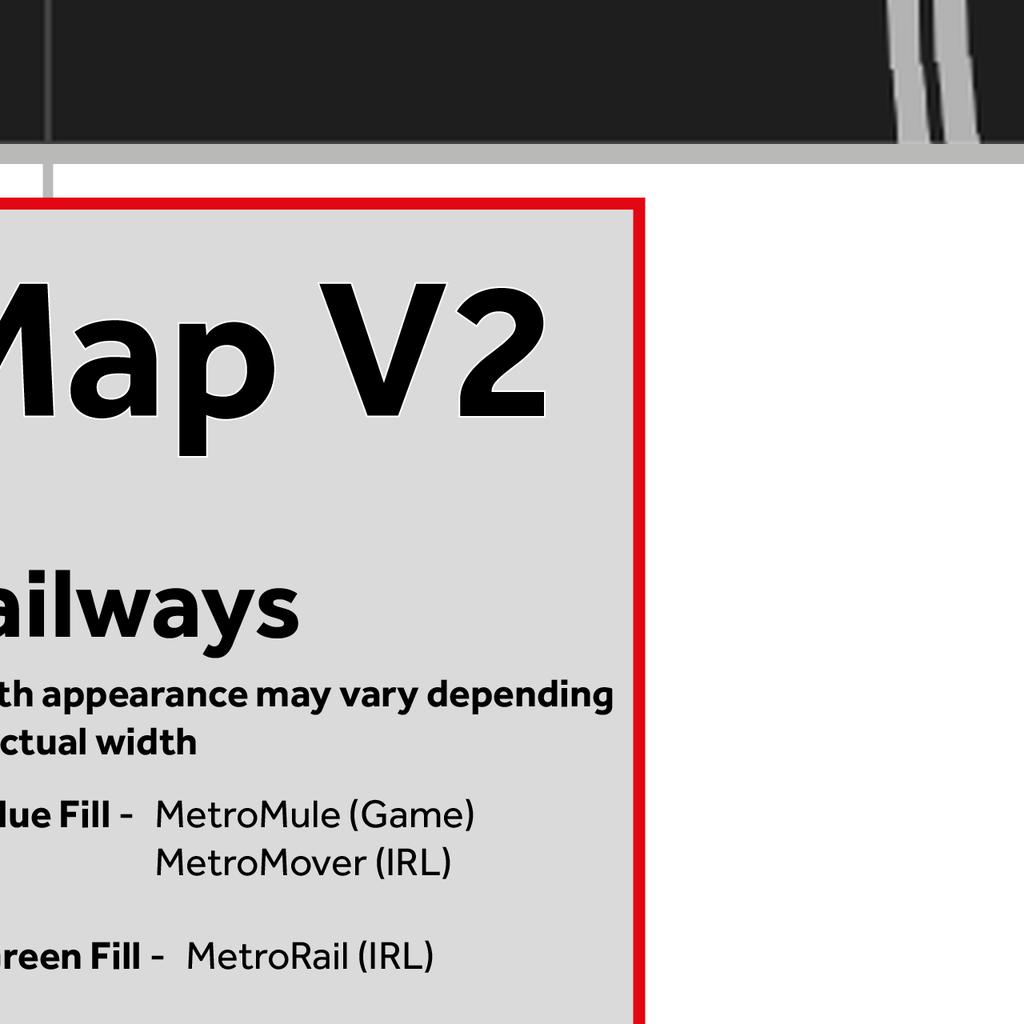 Map V2
ailways
th appearance may vary depending
ctual width
lue Fill - MetroMule (Game)
MetroMover (IRL)
reen Fill - MetroRail (IRL)